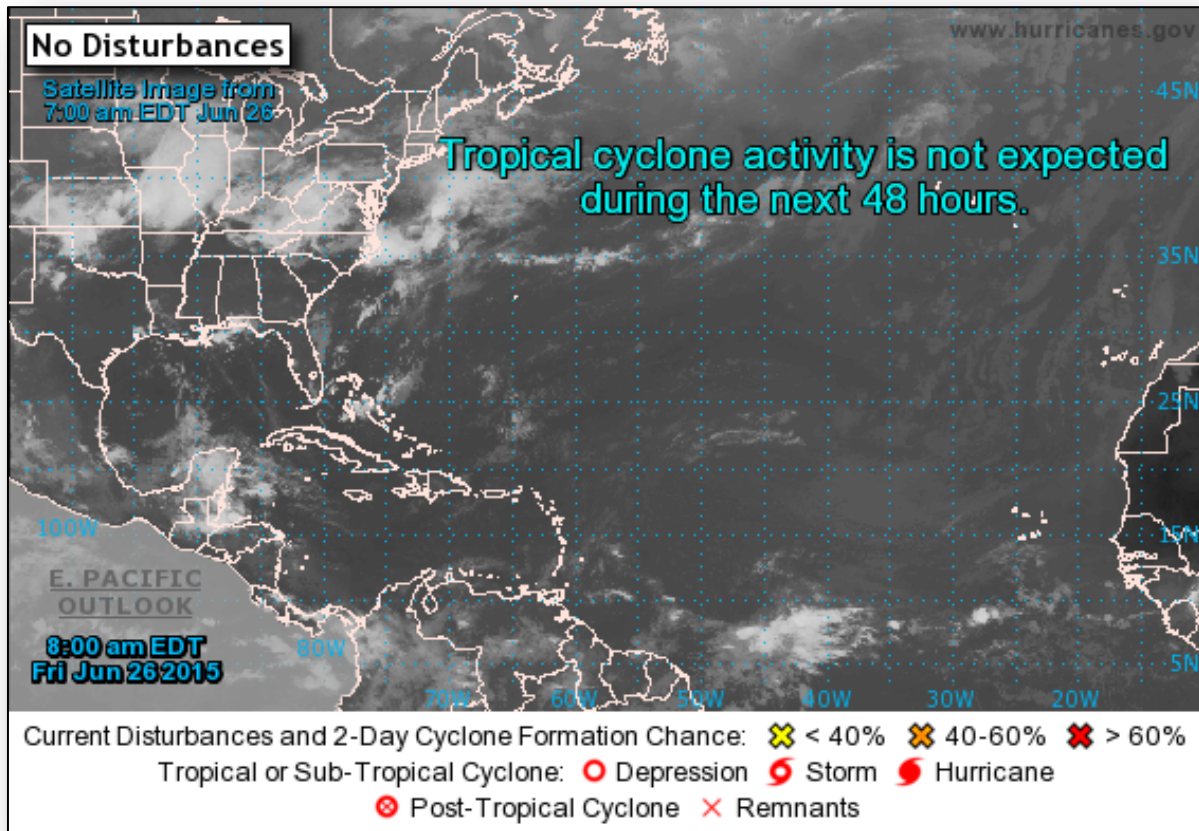 No Disturbances
www.hurricanes.gov
Satellite Image from
7:00 am EDT Jun 26
45N
Tropical cyclone activity is not expected
during the next 48 hours.
35N
25N
100W
15N
E. PACIFIC
OUTLOOK
8:00 am EDT
Fri Jun 26 2015
80W
5N
70W 60W 50W 40W 30W 20W
Current Disturbances and 2-Day Cyclone Formation Chance: < 40% 40-60% > 60%
Tropical or Sub-Tropical Cyclone: Depression Storm Hurricane
Post-Tropical Cyclone Remnants